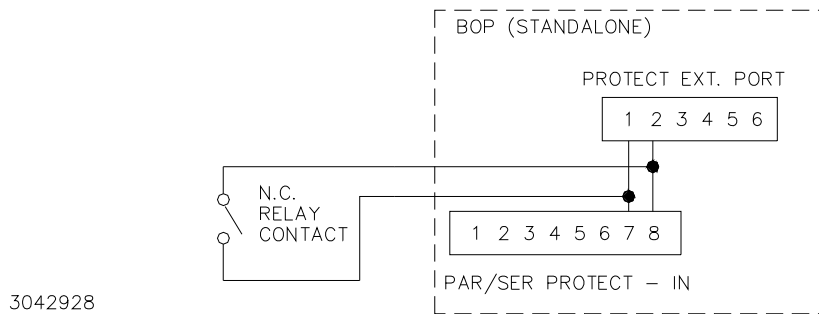 BOP (STANDALONE)
PROTECT EXT. PORT
1 2 3 4 5 6
N.C.
RELAY
CONTACT
1 2 3 4 5 6 7 8
PAR/SER PROTECT – IN
3042928